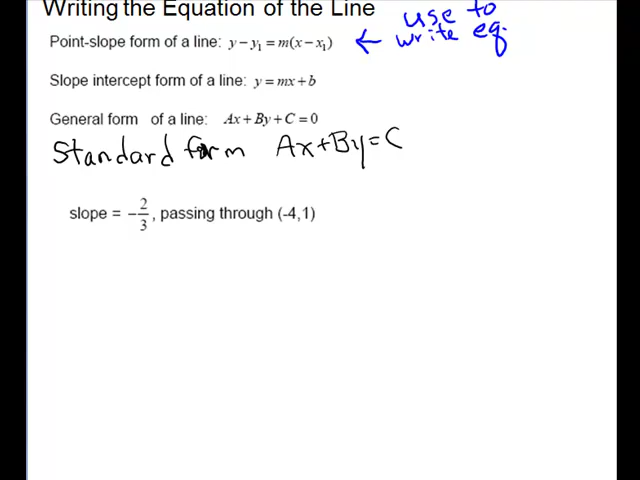 Writing the Equation of the Line
use to
write eq.
Point-slope form of a line: y − y₁ = m(x − x₁) ←
Slope intercept form of a line: y = mx + b
General form of a line: Ax + By + C = 0
Standard form Ax+By=C
slope = −2/3, passing through (-4,1)